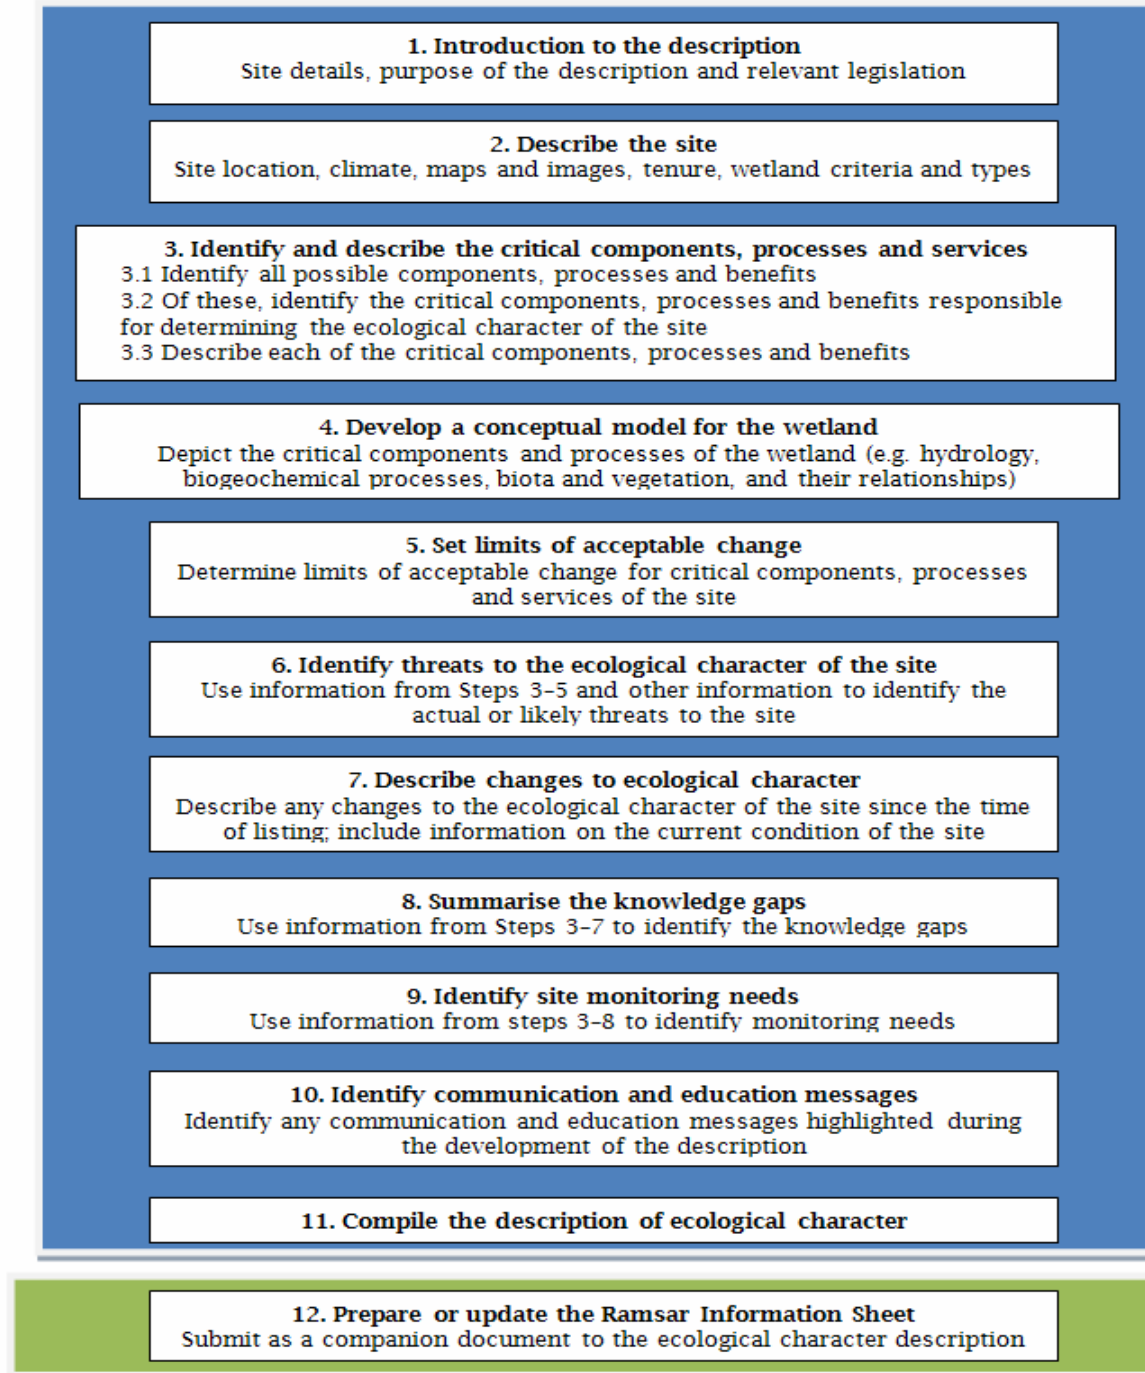 1. Introduction to the description
Site details, purpose of the description and relevant legislation
2. Describe the site
Site location, climate, maps and images, tenure, wetland criteria and types
3. Identify and describe the critical components, processes and services
3.1 Identify all possible components, processes and benefits
3.2 Of these, identify the critical components, processes and benefits responsible
for determining the ecological character of the site
3.3 Describe each of the critical components, processes and benefits
4. Develop a conceptual model for the wetland
Depict the critical components and processes of the wetland (e.g. hydrology,
biogeochemical processes, biota and vegetation, and their relationships)
5. Set limits of acceptable change
Determine limits of acceptable change for critical components, processes
and services of the site
6. Identify threats to the ecological character of the site
Use information from Steps 3–5 and other information to identify the
actual or likely threats to the site
7. Describe changes to ecological character
Describe any changes to the ecological character of the site since the time
of listing; include information on the current condition of the site
8. Summarise the knowledge gaps
Use information from Steps 3–7 to identify the knowledge gaps
9. Identify site monitoring needs
Use information from steps 3–8 to identify monitoring needs
10. Identify communication and education messages
Identify any communication and education messages highlighted during
the development of the description
11. Compile the description of ecological character
12. Prepare or update the Ramsar Information Sheet
Submit as a companion document to the ecological character description